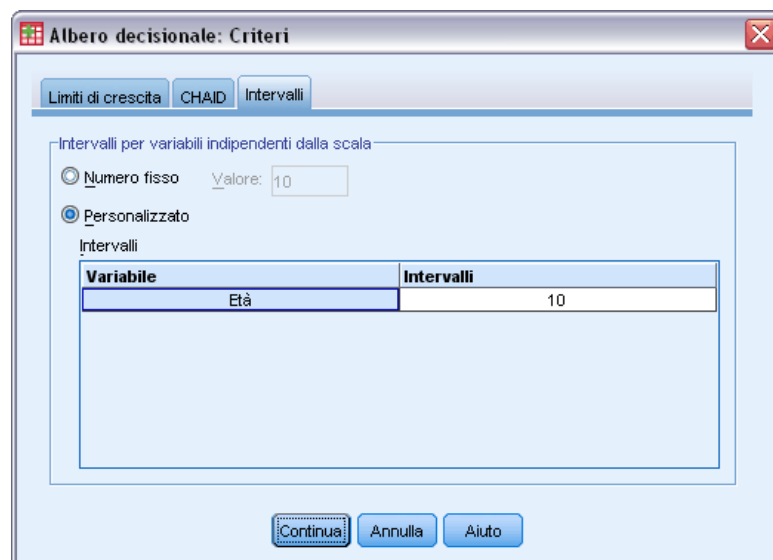 Albero decisionale: Criteri
Limiti di crescita CHAID Intervalli
Intervalli per variabili indipendenti dalla scala
Numero fisso Valore: 10
Personalizzato
Intervalli
Variabile Intervalli
Età 10
Continua Annulla Aiuto